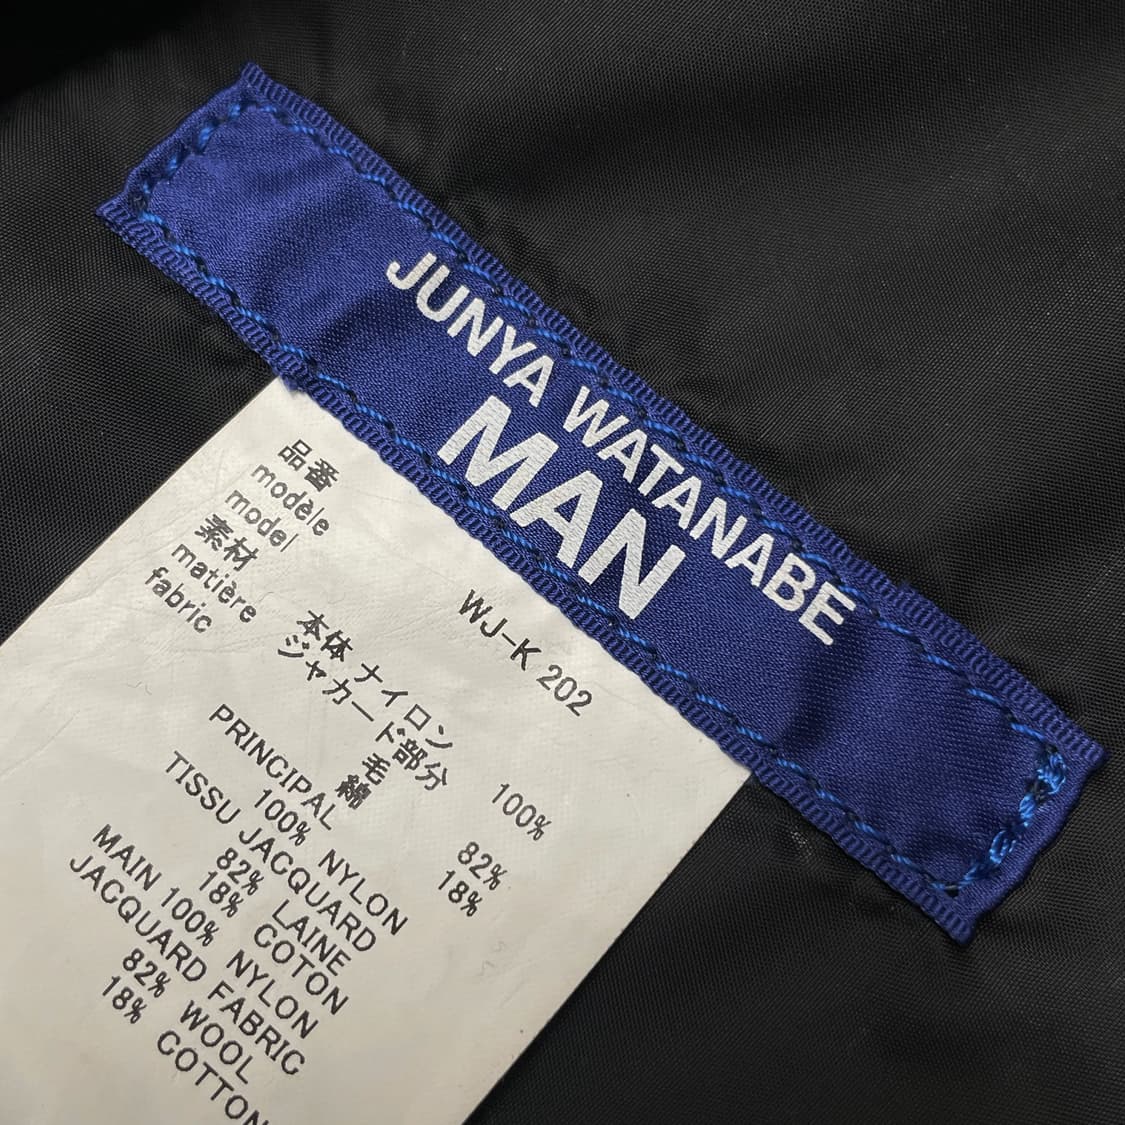 JUNYA WATANABE
MAN
品番
modèle
model
WJ-K 202
素材
matière
fabric
本体 ナイロン 100%
ジャカード部分
毛 82%
綿 18%
PRINCIPAL
100% NYLON
TISSU JACQUARD
82% LAINE
18% COTON
MAIN 100% NYLON
JACQUARD FABRIC
82% WOOL
18% COTTON